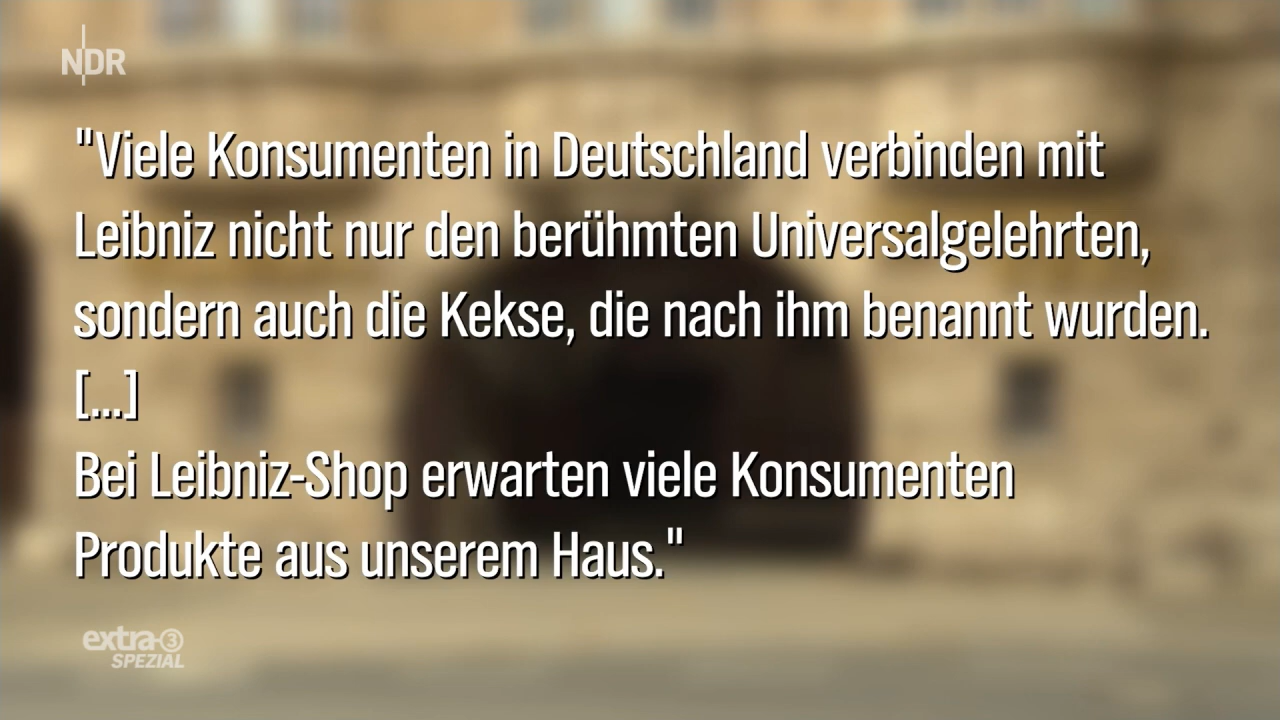 NDR
"Viele Konsumenten in Deutschland verbinden mit
Leibniz nicht nur den berühmten Universalgelehrten,
sondern auch die Kekse, die nach ihm benannt wurden.
[...]
Bei Leibniz-Shop erwarten viele Konsumenten
Produkte aus unserem Haus."
extra 3
SPEZIAL